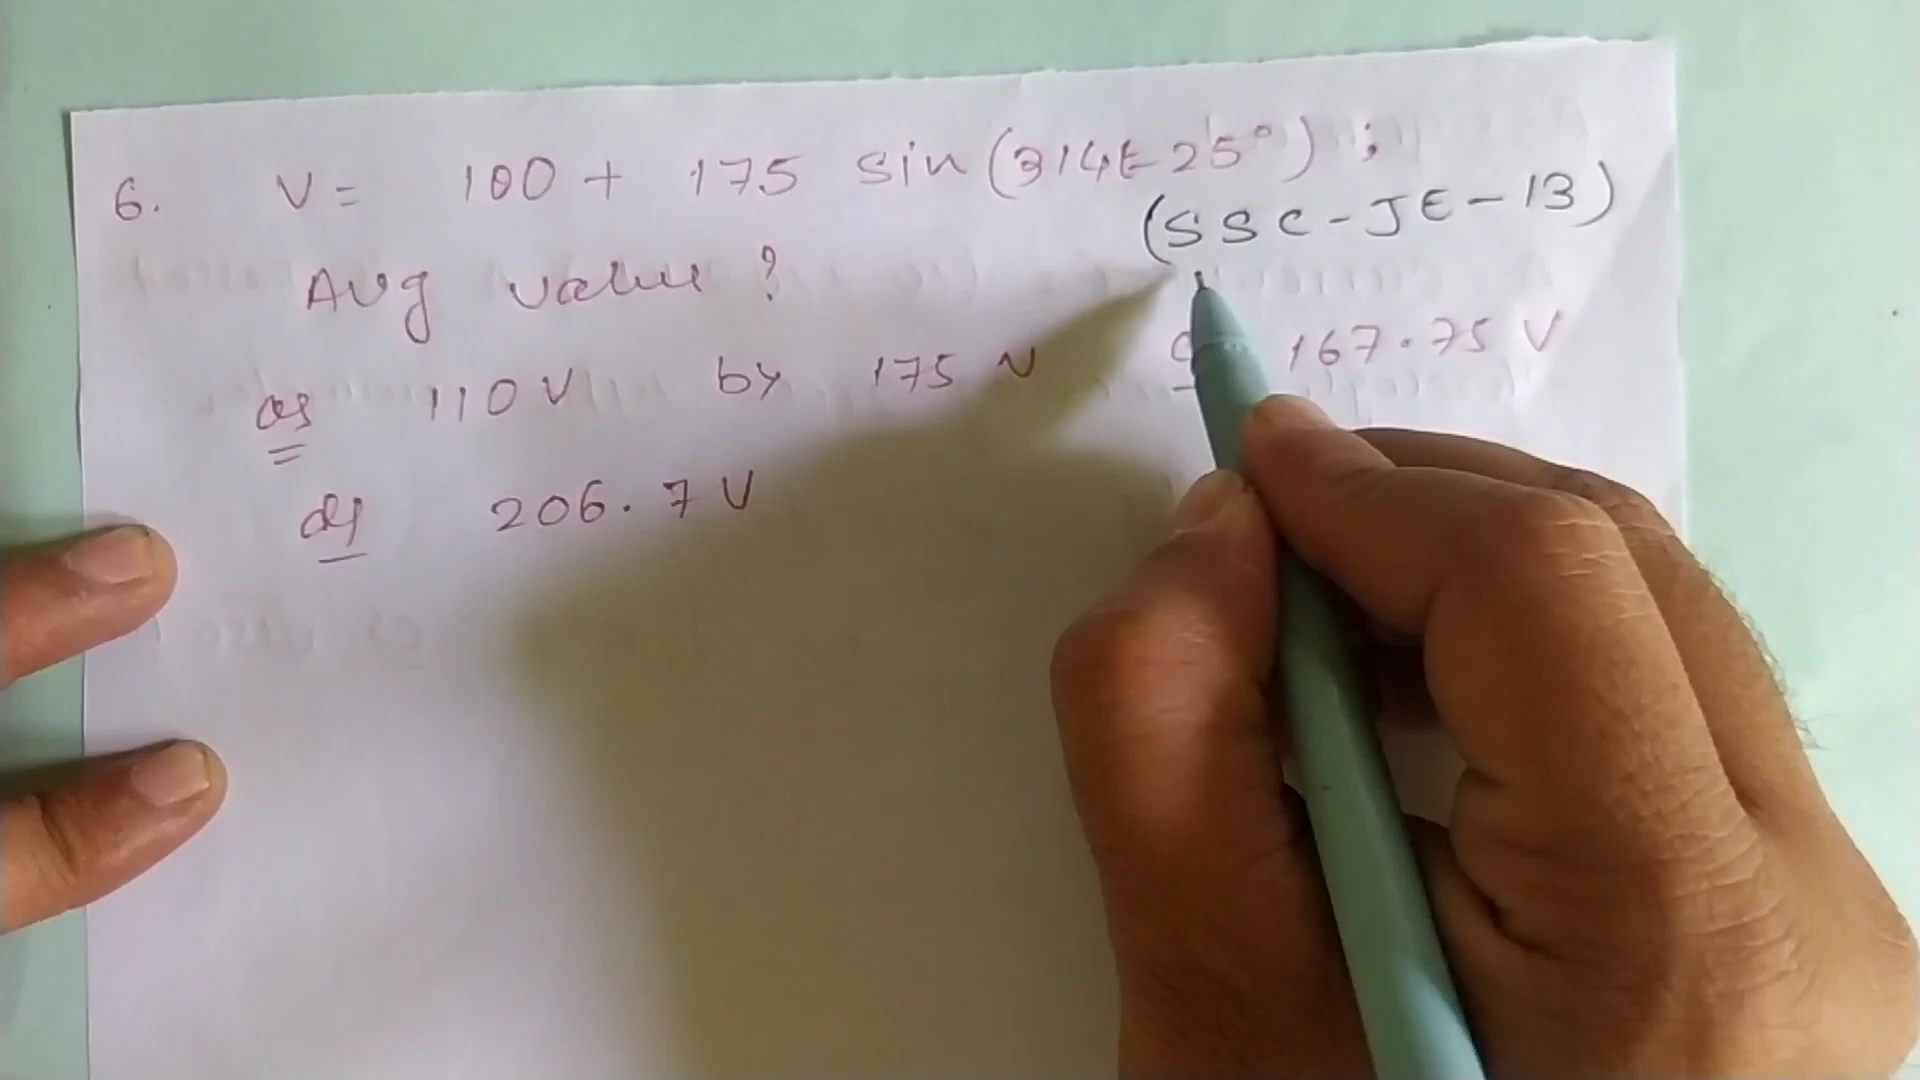 6. V = 100 + 175 sin (314t - 25°) ;
(SSC - JE - 13)
Avg value ?
a) 110 V b) 175 V 167.75 V
d) 206.7 V